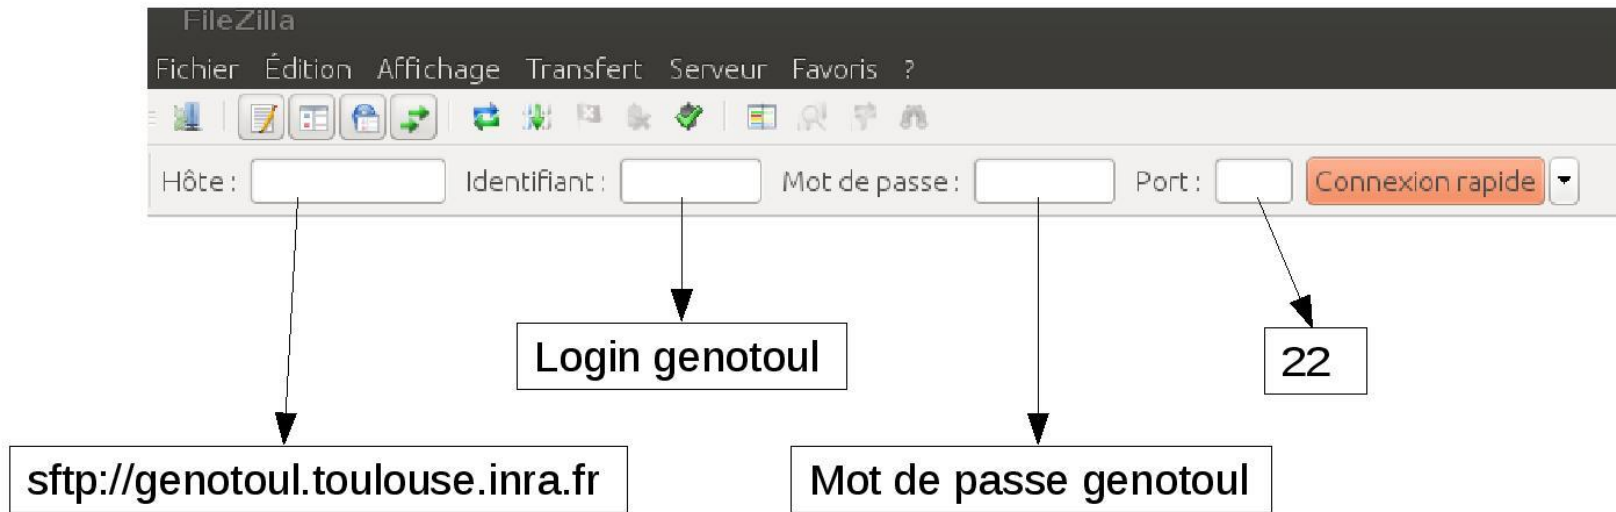 FileZilla
Fichier Édition Affichage Transfert Serveur Favoris ?
Hôte : Identifiant : Mot de passe : Port : Connexion rapide
Login genotoul
22
sftp://genotoul.toulouse.inra.fr
Mot de passe genotoul